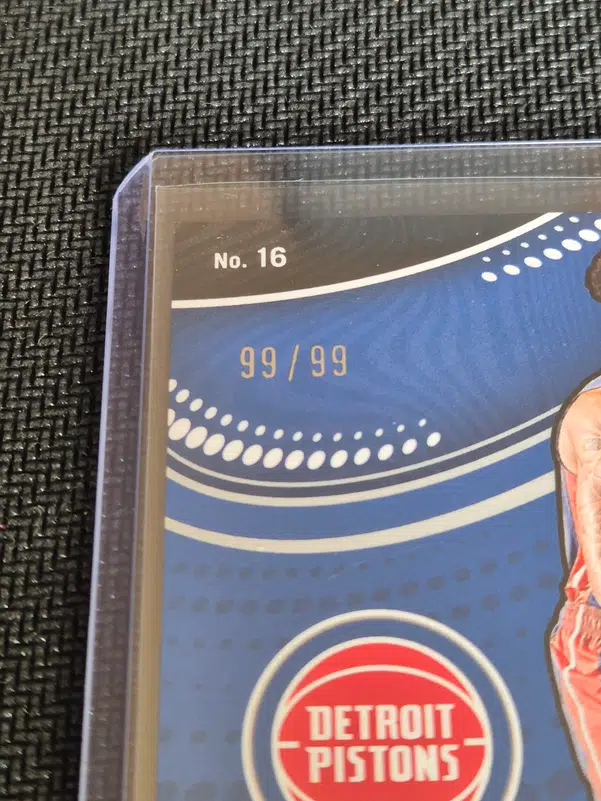 No. 16
99/99
DETROIT
PISTONS